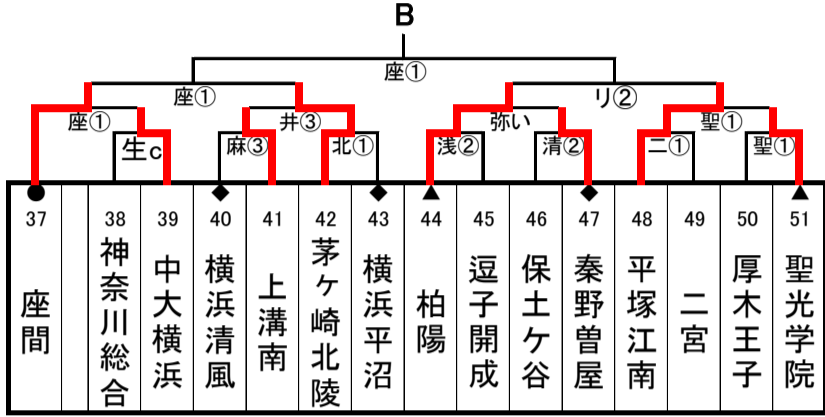 B
座①
座① リ②
座① 井③ 弥い 聖①
生c 麻③ 北① 浅② 清② 二① 聖①
● ◆ ◆ ▲ ◆ ▲
37 38 39 40 41 42 43 44 45 46 47 48 49 50 51
座間
神奈川総合
中大横浜
横浜清風
上溝南
茅ケ崎北陵
横浜平沼
柏陽
逗子開成
保土ケ谷
秦野曽屋
平塚江南
二宮
厚木王子
聖光学院